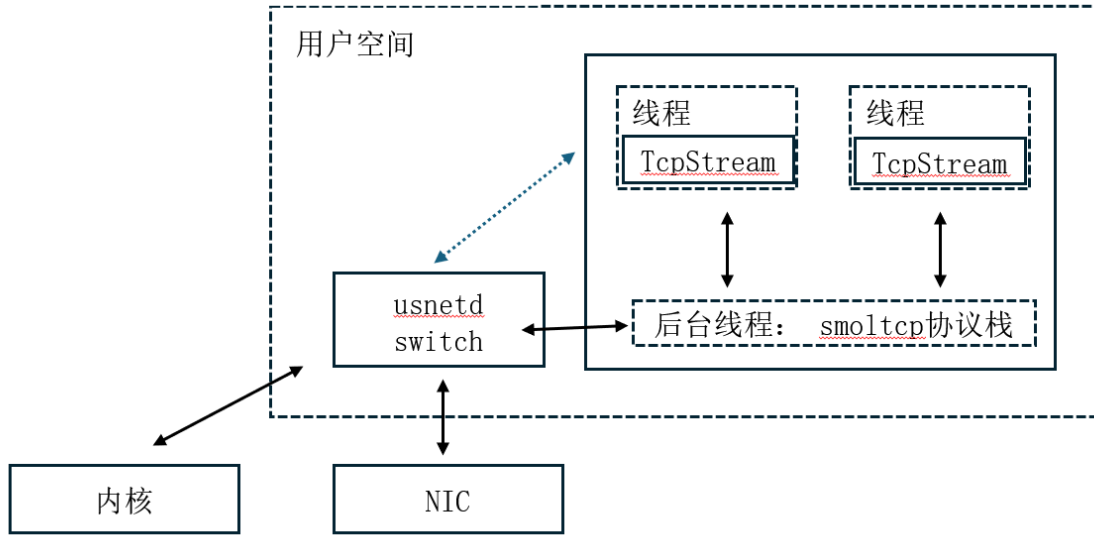 用户空间
线程
线程
TcpStream
TcpStream
usnetd
switch
后台线程: smoltcp协议栈
内核
NIC